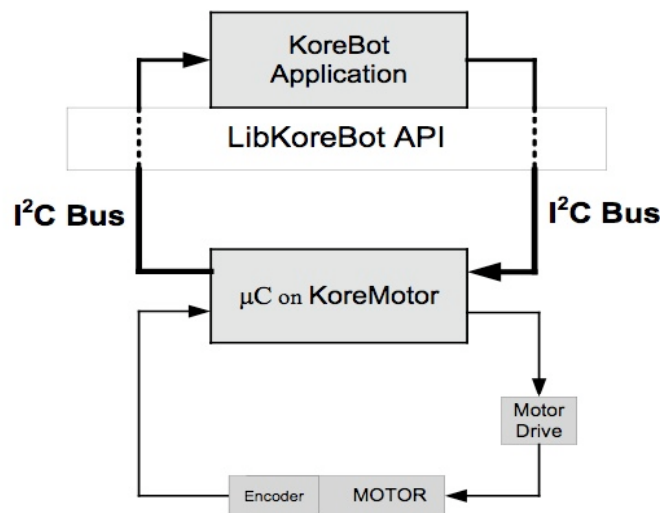 KoreBot
Application
LibKoreBot API
I²C Bus
I²C Bus
µC on KoreMotor
Motor
Drive
Encoder
MOTOR